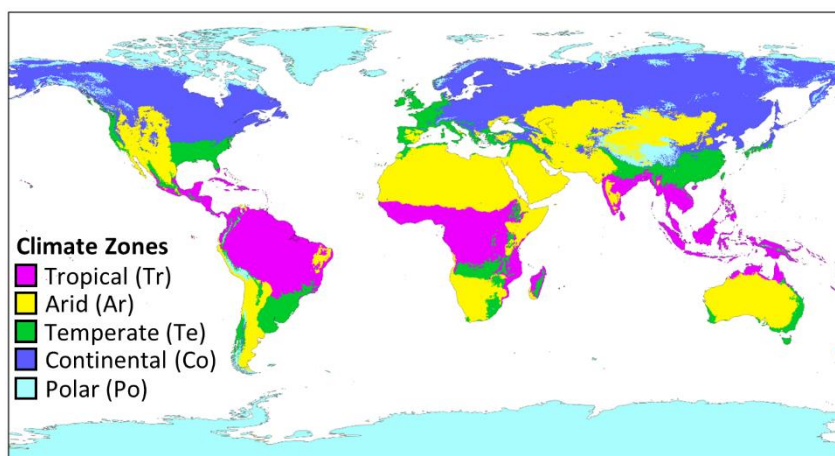 Climate Zones
Tropical (Tr)
Arid (Ar)
Temperate (Te)
Continental (Co)
Polar (Po)